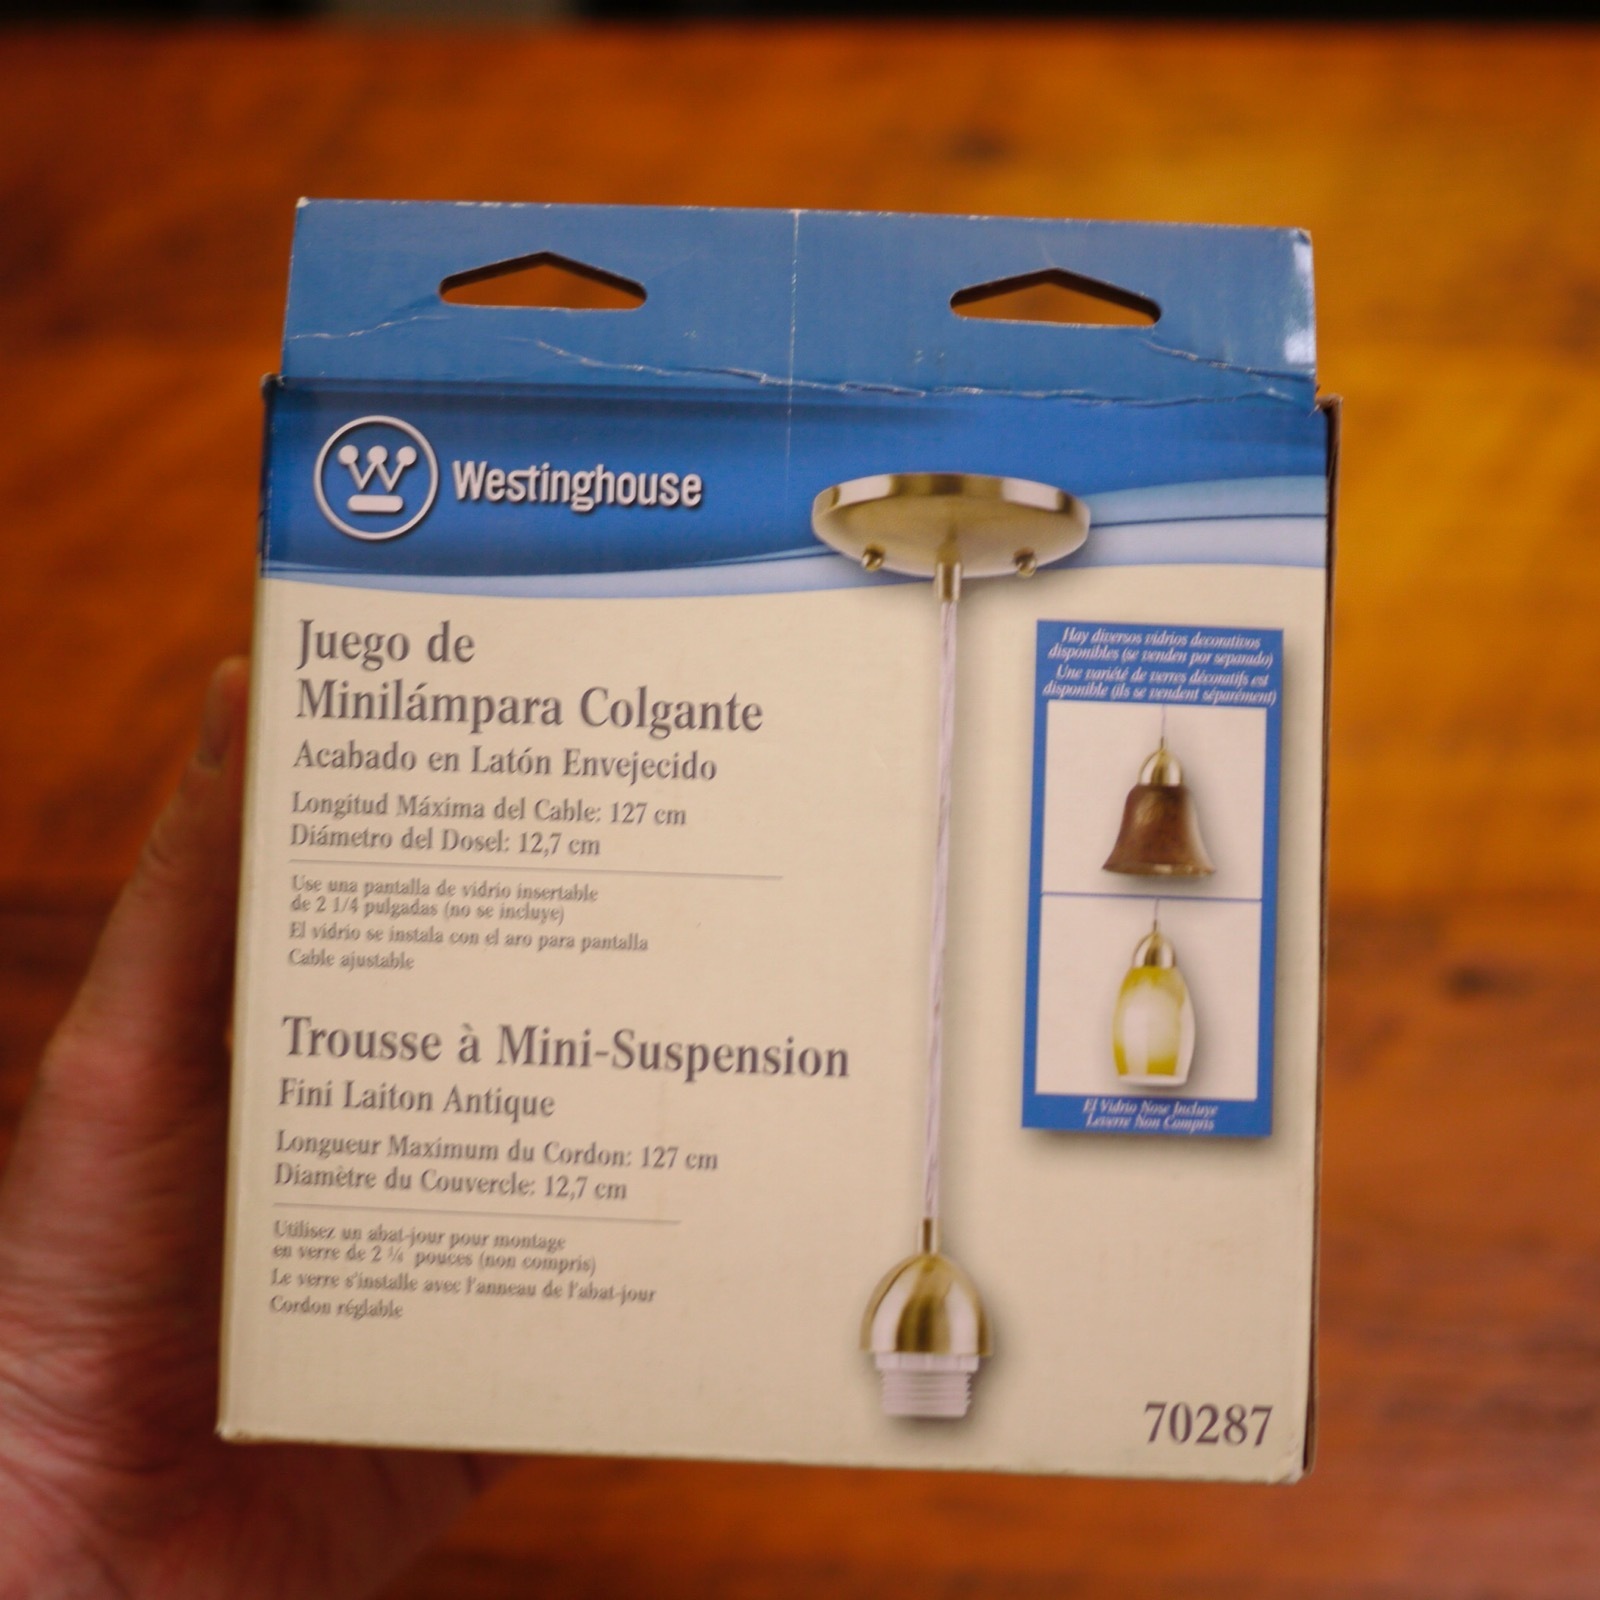 Westinghouse
Juego de
Minilámpara Colgante
Acabado en Latón Envejecido
Longitud Máxima del Cable: 127 cm
Diámetro del Dosel: 12,7 cm
Use una pantalla de vidrio insertable
de 2 1/4 pulgadas (no se incluye)
El vidrio se instala con el aro para pantalla
Cable ajustable
Trousse à Mini-Suspension
Fini Laiton Antique
Longueur Maximum du Cordon: 127 cm
Diamètre du Couvercle: 12,7 cm
Utilisez un abat-jour pour montage
en verre de 2 ¼ pouces (non compris)
Le verre s'installe avec l'anneau de l'abat-jour
Cordon réglable
Hay diversos vidrios decorativos
disponibles (se venden por separado)
Une variété de verres décoratifs est
disponible (ils se vendent séparément)
El Vidrio Nose Incluye
Leverre Non Compris
70287